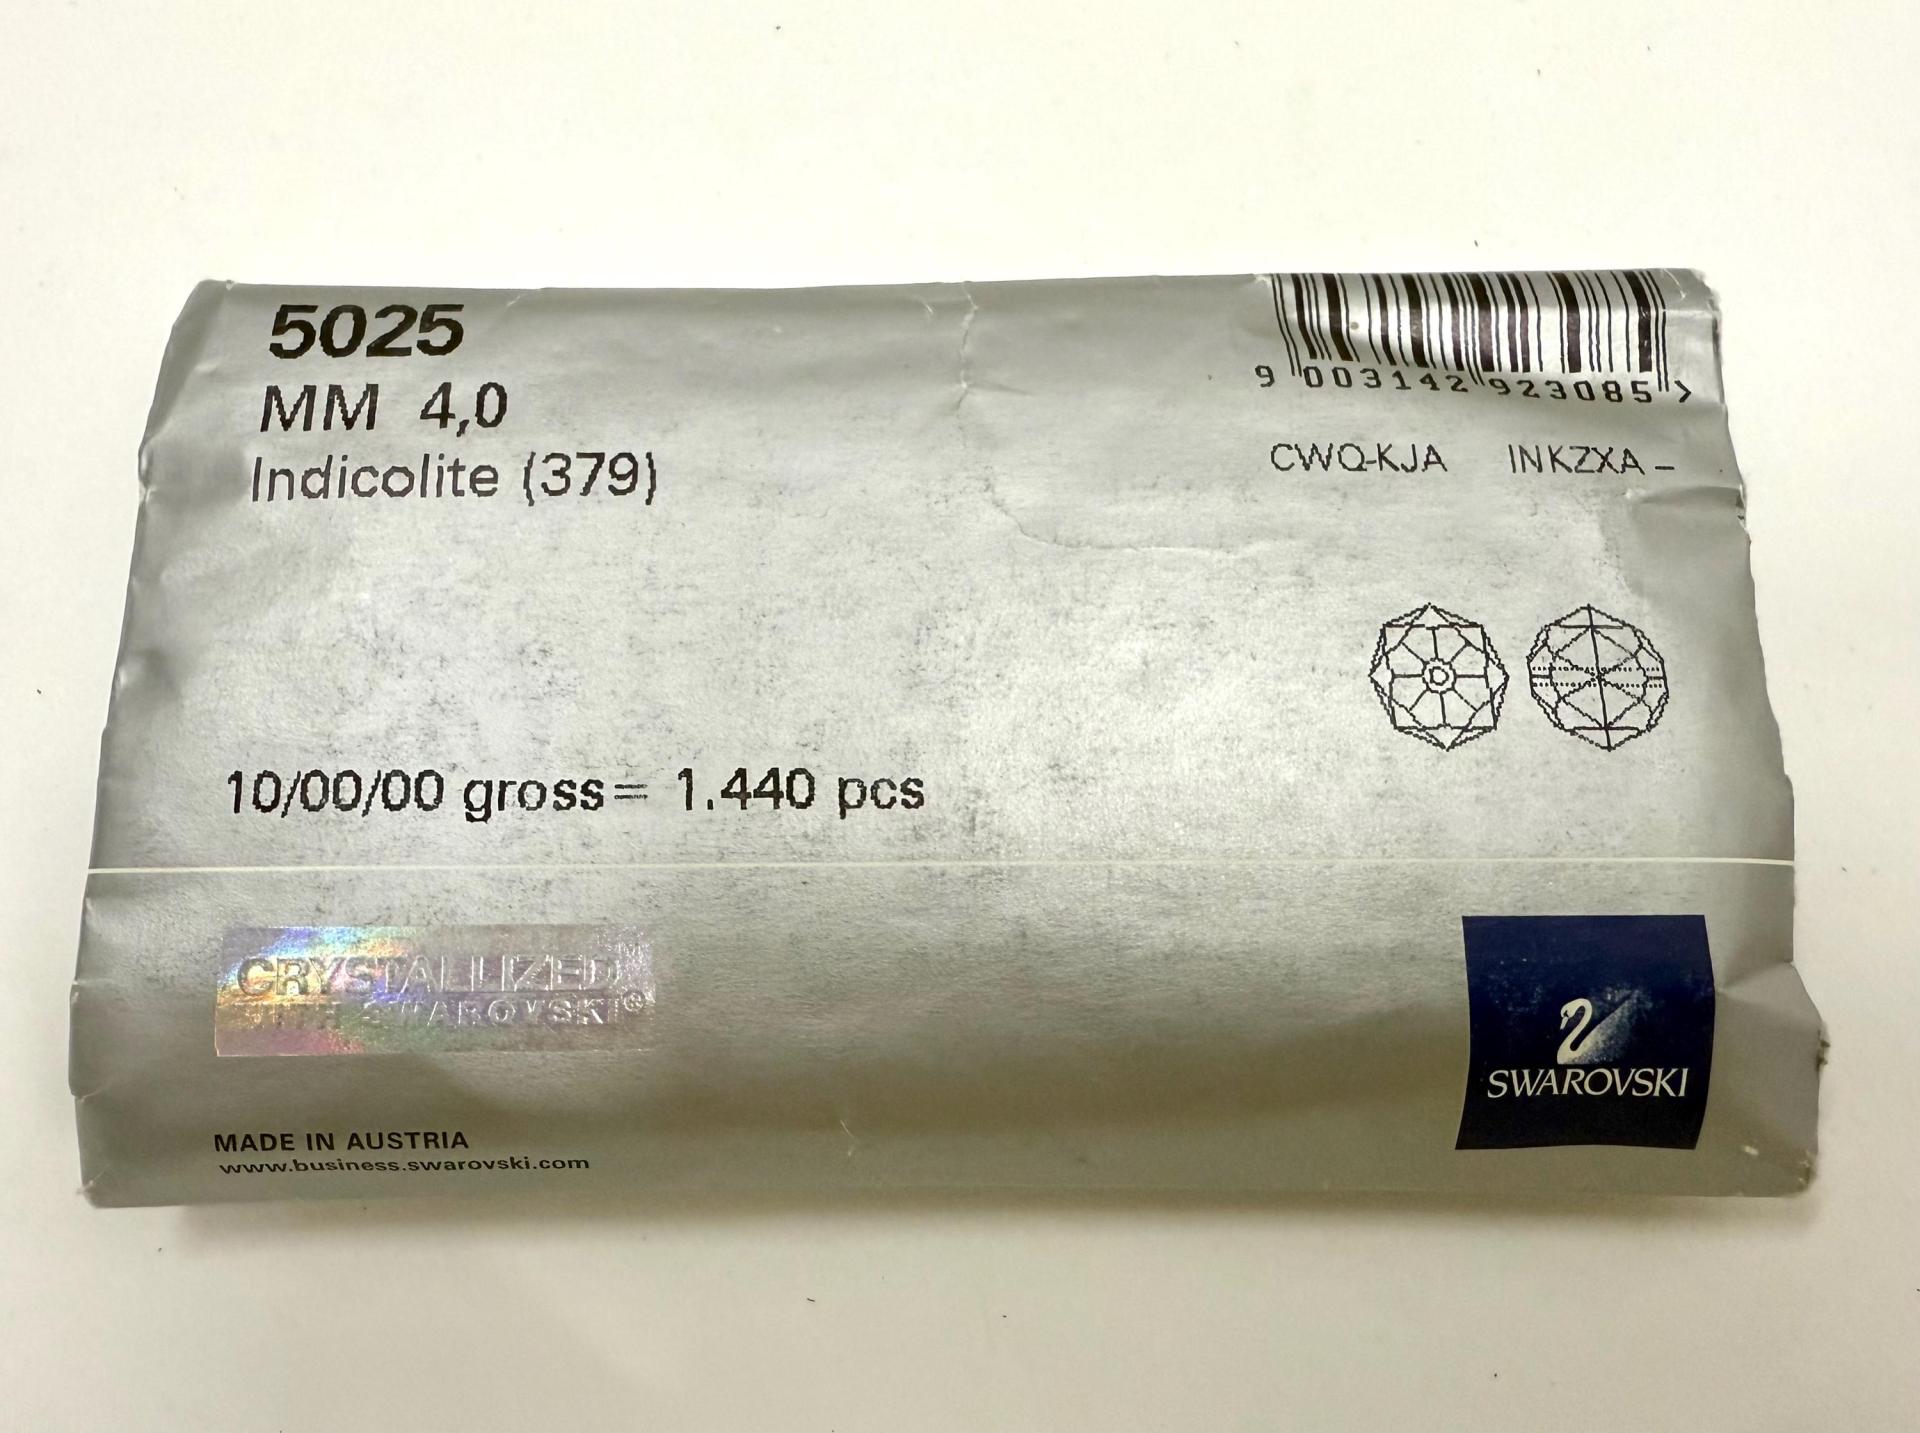 5025
MM 4,0
Indicolite (379)
9 003142 923085 >
CWQ-KJA INKZXA –
10/00/00 gross= 1.440 pcs
CRYSTALLIZED™
WITH SWAROVSKI®
SWAROVSKI
MADE IN AUSTRIA
www.business.swarovski.com